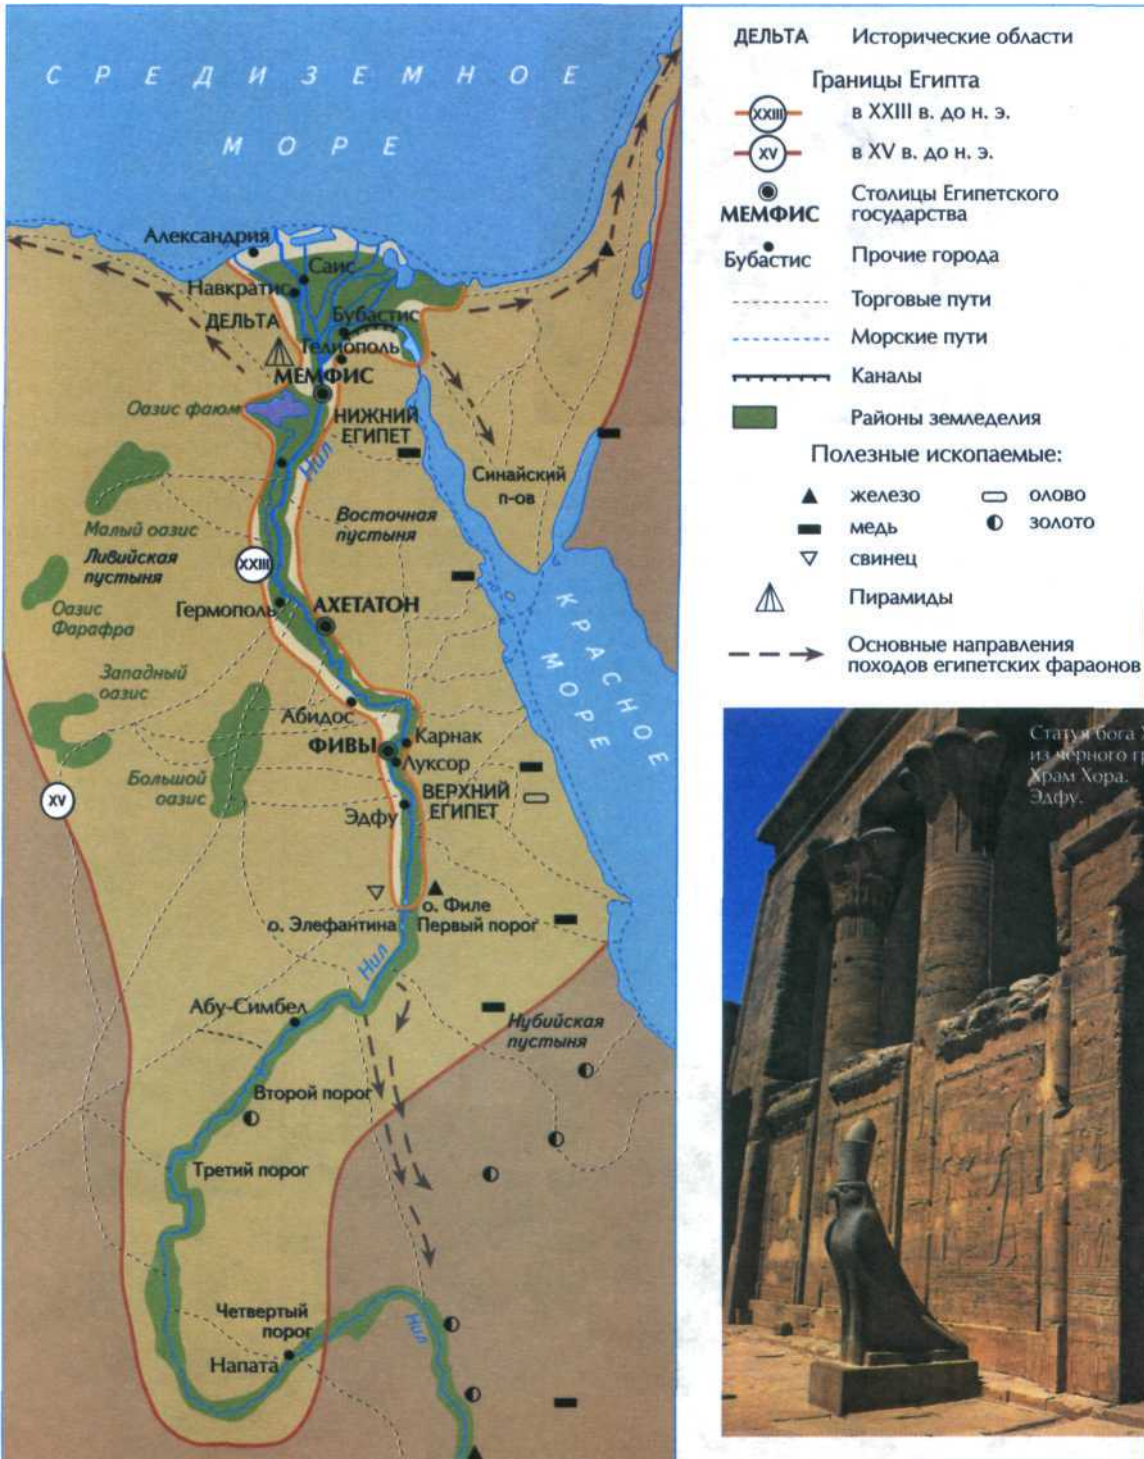 СРЕДИЗЕМНОЕ
МОРЕ
Александрия
Саис
Навкратис
ДЕЛЬТА
Бубастис
Гелиополь
МЕМФИС
Оазис фаюм
НИЖНИЙ
ЕГИПЕТ
Нил
Синайский
п-ов
Малый оазис
Восточная
пустыня
Ливийская
пустыня
XXIII
Оазис
Фарафра
Гермополь
АХЕТАТОН
КРАСНОЕ
МОРЕ
Западный
оазис
Абидос
ФИВЫ
Карнак
Луксор
Большой
оазис
XV
Эдфу
ВЕРХНИЙ
ЕГИПЕТ
о. Элефантина
о. Филе
Первый порог
Нил
Абу-Симбел
Нубийская
пустыня
Второй порог
Третий порог
Четвертый
порог
Напата
Нил
ДЕЛЬТА Исторические области
Границы Египта
XXIII в XXIII в. до н. э.
XV в XV в. до н. э.
МЕМФИС Столицы Египетского
государства
Бубастис Прочие города
Торговые пути
Морские пути
Каналы
Районы земледелия
Полезные ископаемые:
железо олово
медь золото
свинец
Пирамиды
Основные направления
походов египетских фараонов
Статуя бога
из чёрного
Храм Хора.
Эдфу.